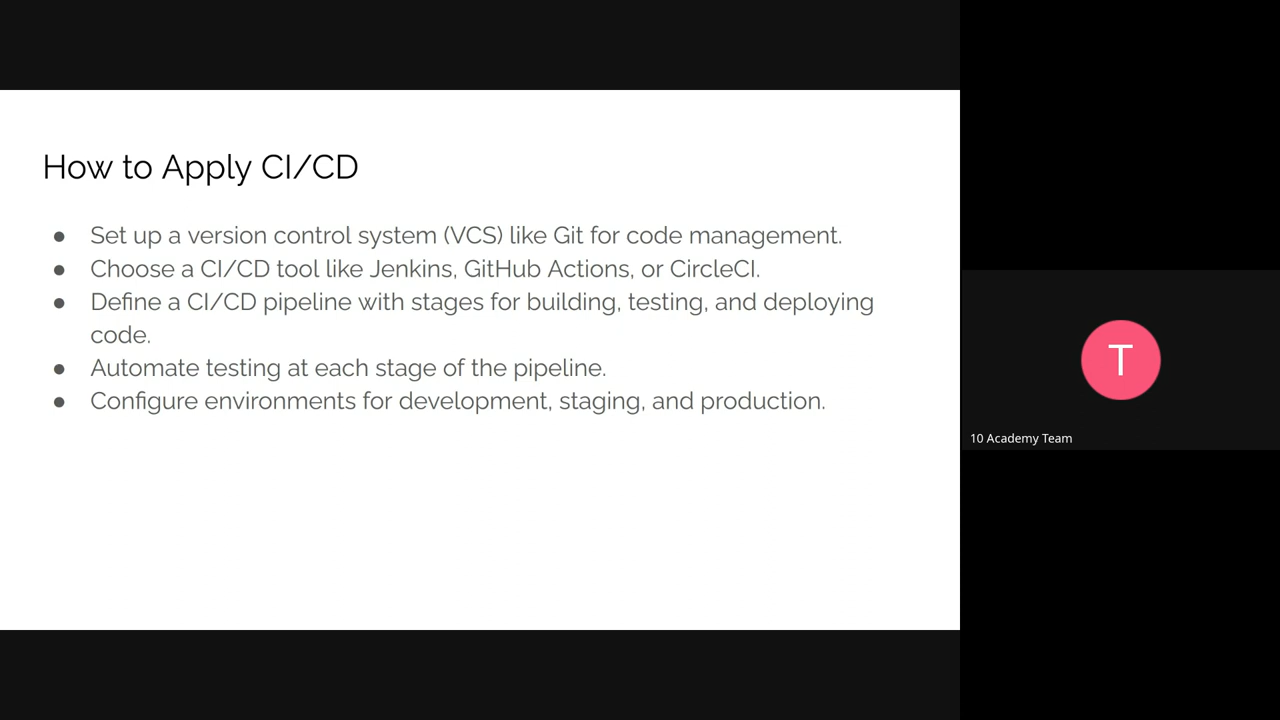 How to Apply CI/CD
● Set up a version control system (VCS) like Git for code management.
● Choose a CI/CD tool like Jenkins, GitHub Actions, or CircleCI.
● Define a CI/CD pipeline with stages for building, testing, and deploying
code.
● Automate testing at each stage of the pipeline.
● Configure environments for development, staging, and production.
T
10 Academy Team